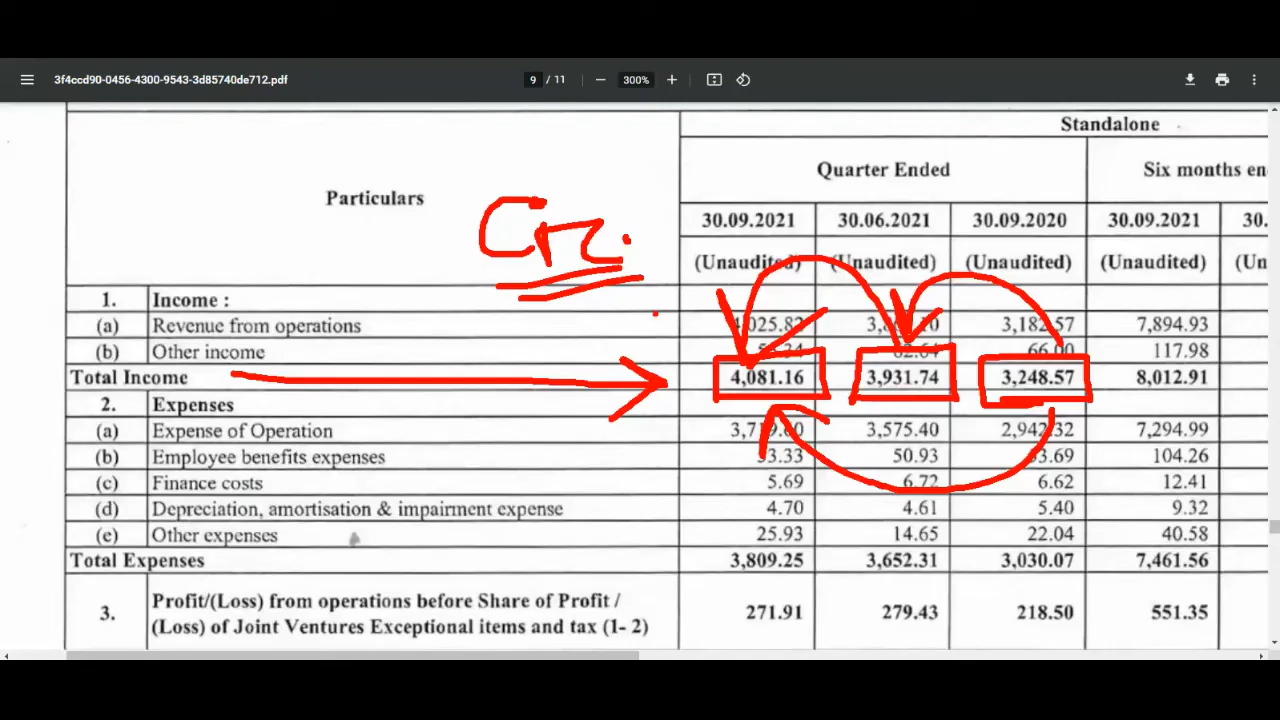 3f4ccd90-0456-4300-9543-3d85740de712.pdf 9 / 11 300%
Standalone
Particulars Quarter Ended Six months en
30.09.2021 30.06.2021 30.09.2020 30.09.2021 30.
(Unaudited) (Unaudited) (Unaudited) (Unaudited) (Un
Cr.
1. Income :
(a) Revenue from operations 3,182.57 7,894.93
(b) Other income 66.00 117.98
Total Income 4,081.16 3,931.74 3,248.57 8,012.91
2. Expenses
(a) Expense of Operation 3,575.40 2,942.32 7,294.99
(b) Employee benefits expenses 53.33 50.93 53.69 104.26
(c) Finance costs 5.69 6.72 6.62 12.41
(d) Depreciation, amortisation & impairment expense 4.70 4.61 5.40 9.32
(e) Other expenses 25.93 14.65 22.04 40.58
Total Expenses 3,809.25 3,652.31 3,030.07 7,461.56
3. Profit/(Loss) from operations before Share of Profit / (Loss) of Joint Ventures Exceptional items and tax (1- 2) 271.91 279.43 218.50 551.35